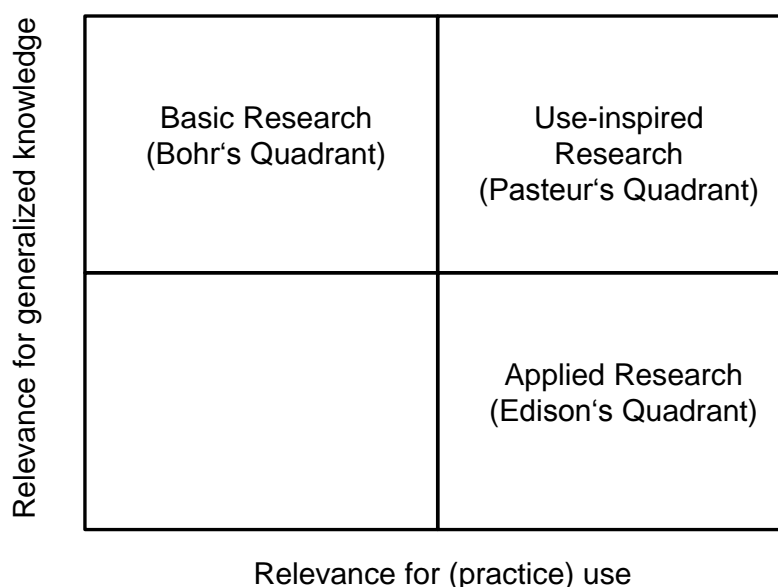 Relevance for generalized knowledge
Basic Research
(Bohr‘s Quadrant)
Use-inspired
Research
(Pasteur‘s Quadrant)
Applied Research
(Edison‘s Quadrant)
Relevance for (practice) use